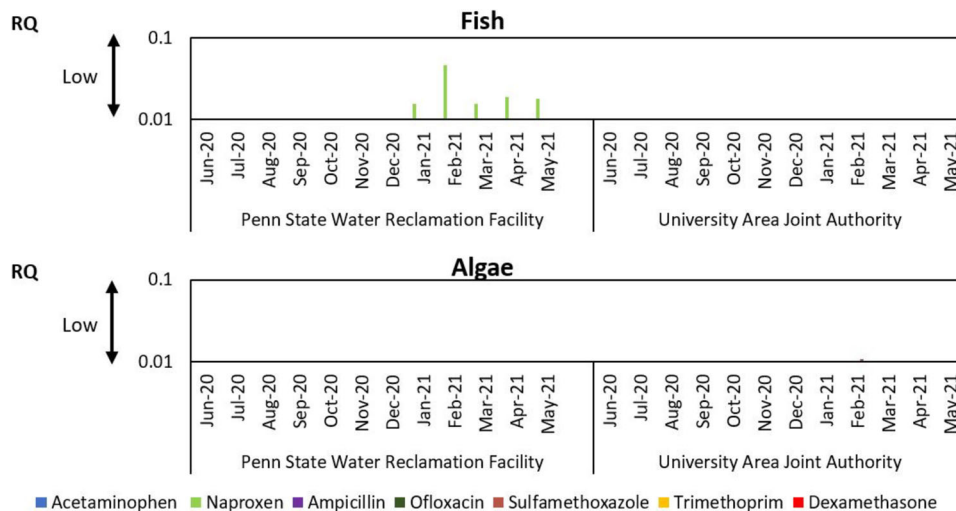 RQ
Fish
0.1
Low
0.01
Jun-20 Jul-20 Aug-20 Sep-20 Oct-20 Nov-20 Dec-20 Jan-21 Feb-21 Mar-21 Apr-21 May-21 Jun-20 Jul-20 Aug-20 Sep-20 Oct-20 Nov-20 Dec-20 Jan-21 Feb-21 Mar-21 Apr-21 May-21
Penn State Water Reclamation Facility University Area Joint Authority
RQ
Algae
0.1
Low
0.01
Jun-20 Jul-20 Aug-20 Sep-20 Oct-20 Nov-20 Dec-20 Jan-21 Feb-21 Mar-21 Apr-21 May-21 Jun-20 Jul-20 Aug-20 Sep-20 Oct-20 Nov-20 Dec-20 Jan-21 Feb-21 Mar-21 Apr-21 May-21
Penn State Water Reclamation Facility University Area Joint Authority
Acetaminophen Naproxen Ampicillin Ofloxacin Sulfamethoxazole Trimethoprim Dexamethasone